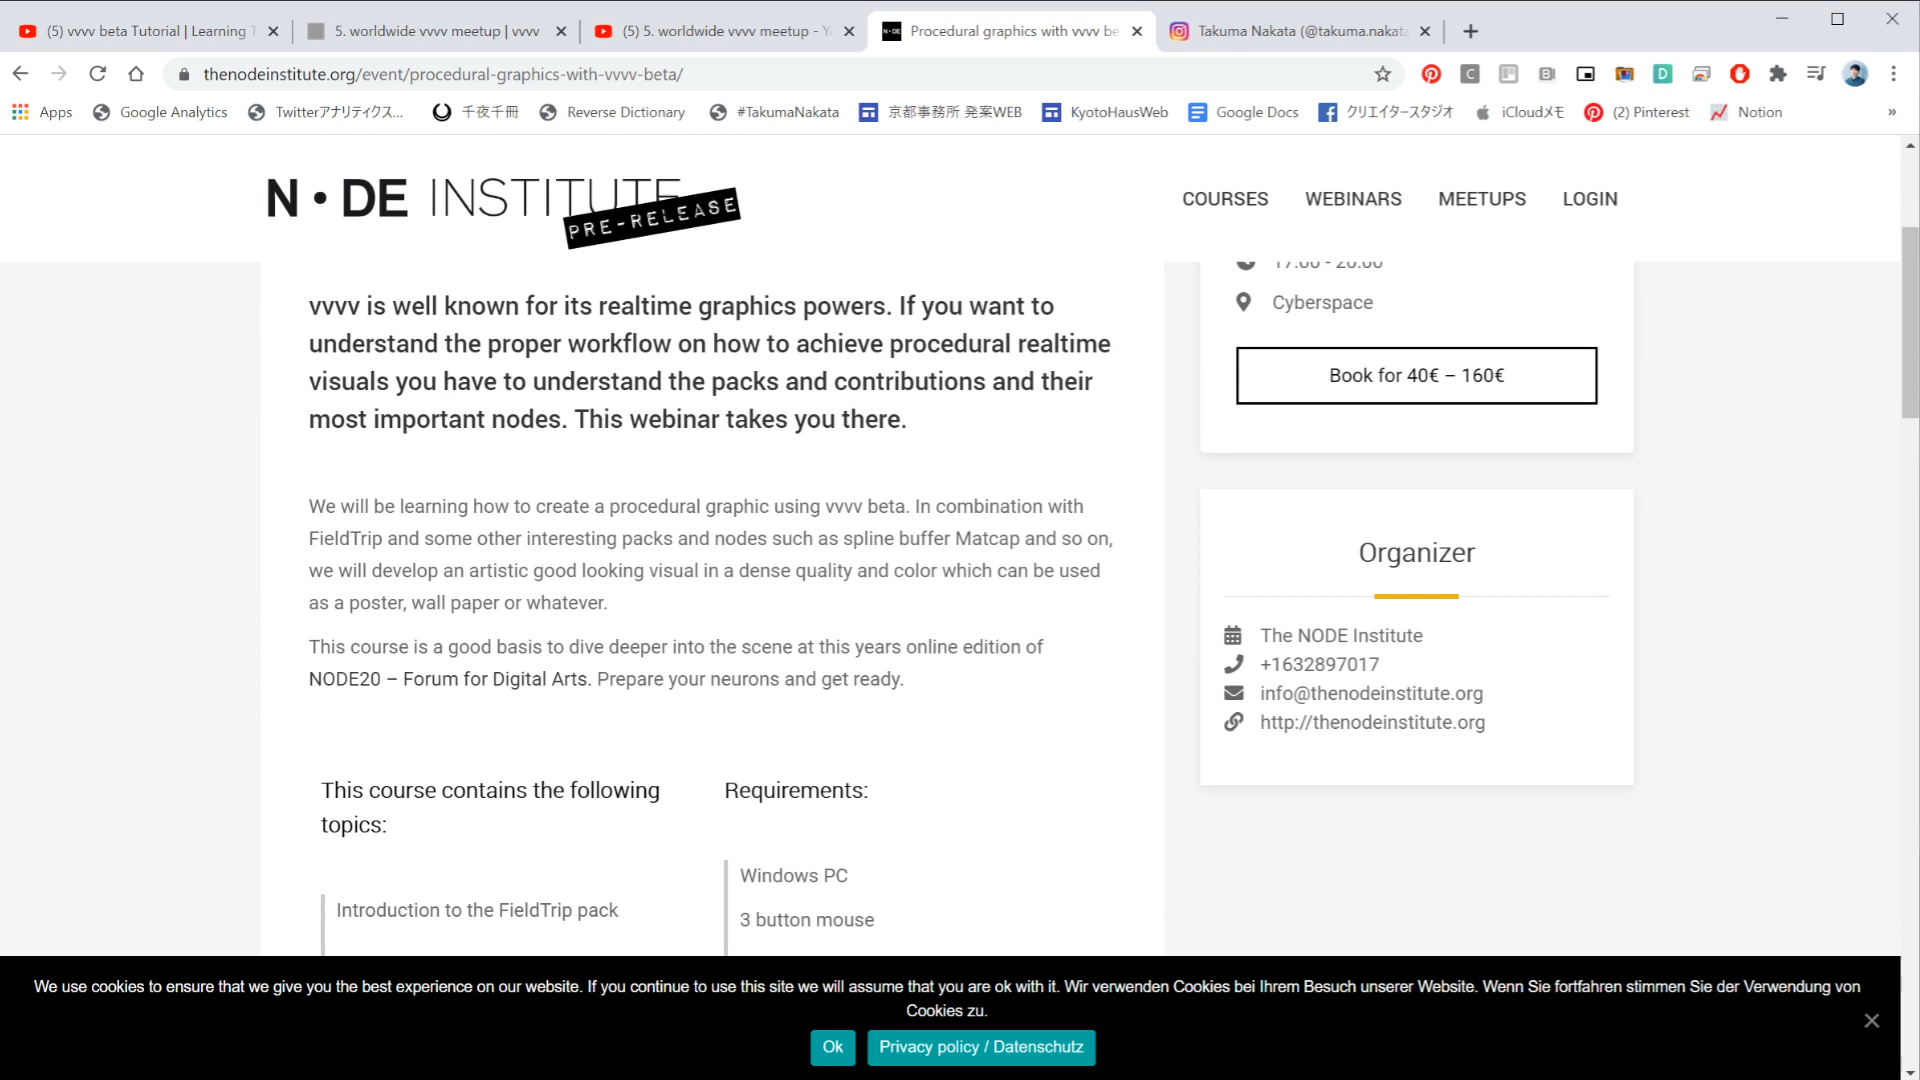 (5) vvvv beta Tutorial | Learning T
5. worldwide vvvv meetup | vvvv
(5) 5. worldwide vvvv meetup - Y
Procedural graphics with vvvv be
Takuma Nakata (@takuma.nakata
thenodeinstitute.org/event/procedural-graphics-with-vvvv-beta/
Apps
Google Analytics
Twitterアナリティクス...
千夜千冊
Reverse Dictionary
#TakumaNakata
京都事務所 発案WEB
KyotoHausWeb
Google Docs
クリエイタースタジオ
iCloudメモ
(2) Pinterest
Notion
»
N•DE INSTITUTE
PRE-RELEASE
COURSES
WEBINARS
MEETUPS
LOGIN
vvvv is well known for its realtime graphics powers. If you want to
understand the proper workflow on how to achieve procedural realtime
visuals you have to understand the packs and contributions and their
most important nodes. This webinar takes you there.
We will be learning how to create a procedural graphic using vvvv beta. In combination with
FieldTrip and some other interesting packs and nodes such as spline buffer Matcap and so on,
we will develop an artistic good looking visual in a dense quality and color which can be used
as a poster, wall paper or whatever.
This course is a good basis to dive deeper into the scene at this years online edition of
NODE20 – Forum for Digital Arts. Prepare your neurons and get ready.
This course contains the following
topics:
Introduction to the FieldTrip pack
Requirements:
Windows PC
3 button mouse
17:00 - 20:00
Cyberspace
Book for 40€ – 160€
Organizer
The NODE Institute
+1632897017
info@thenodeinstitute.org
http://thenodeinstitute.org
We use cookies to ensure that we give you the best experience on our website. If you continue to use this site we will assume that you are ok with it. Wir verwenden Cookies bei Ihrem Besuch unserer Website. Wenn Sie fortfahren stimmen Sie der Verwendung von
Cookies zu.
Ok
Privacy policy / Datenschutz